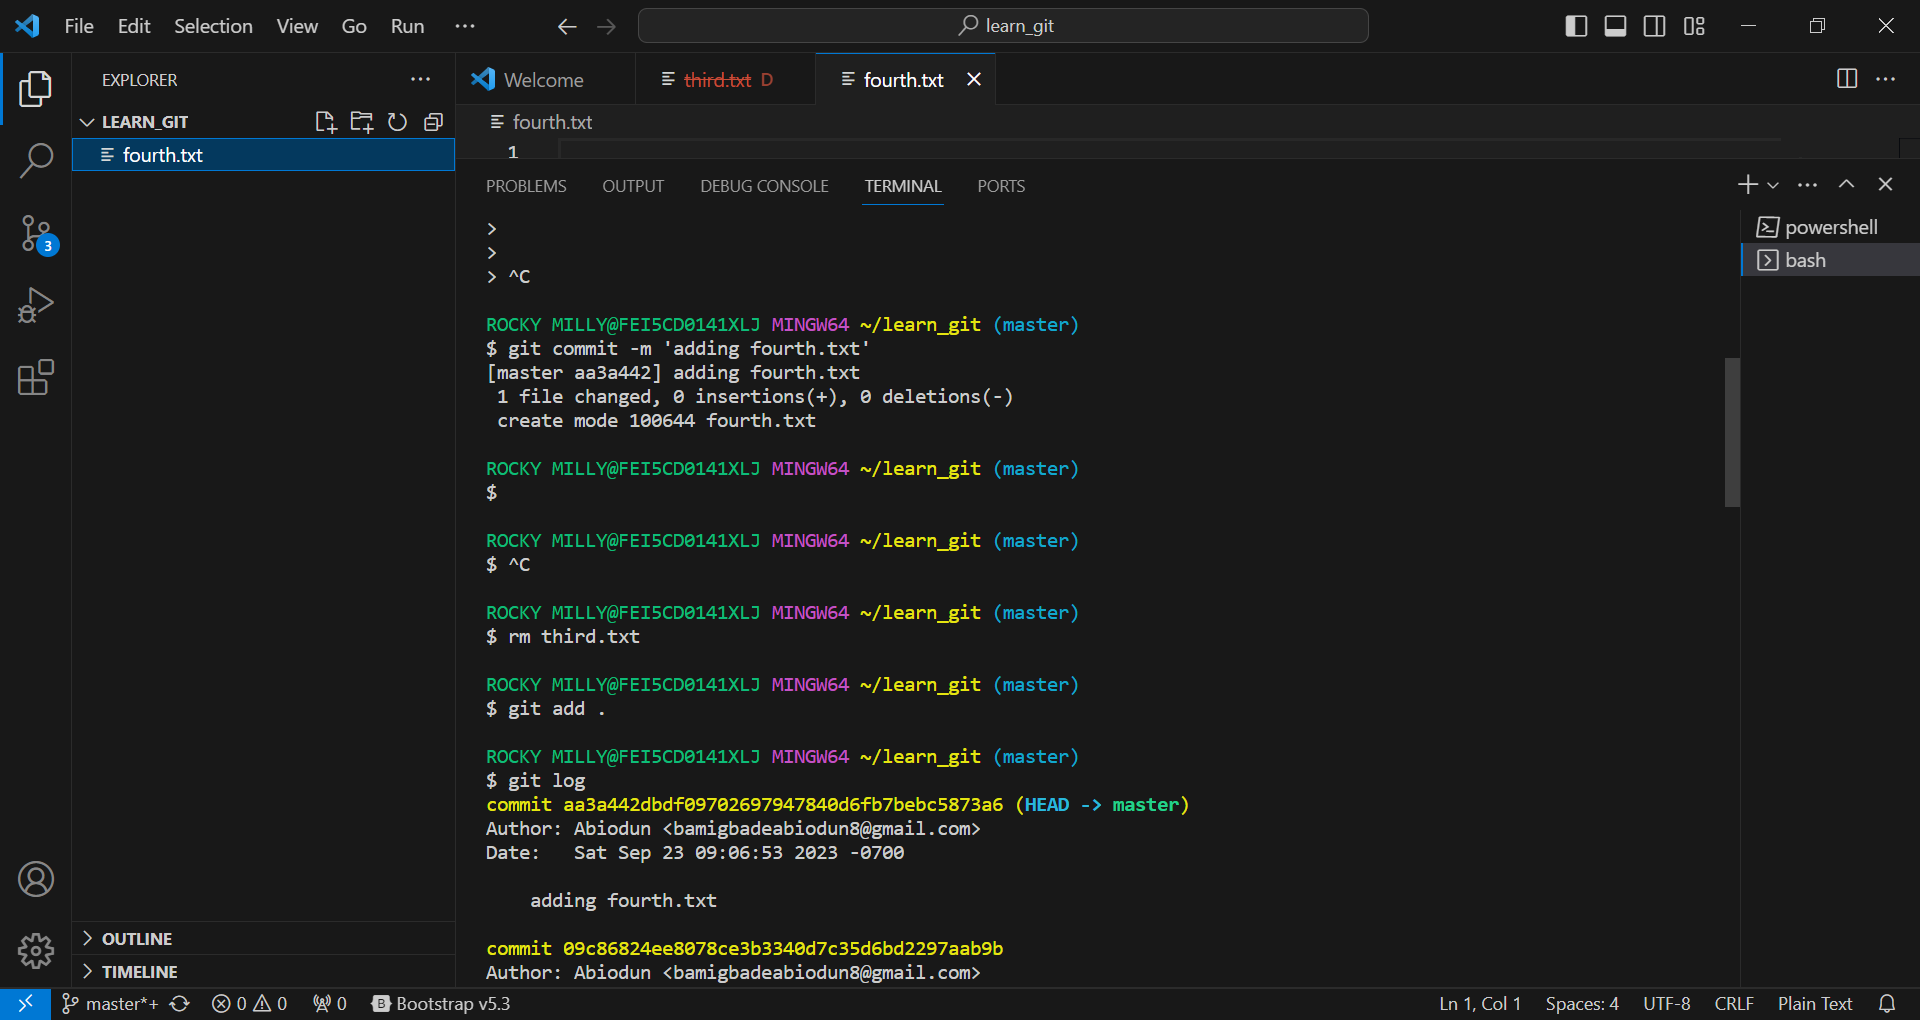 File Edit Selection View Go Run ···
learn_git
EXPLORER
Welcome
third.txt D
fourth.txt
LEARN_GIT
fourth.txt
fourth.txt
1
PROBLEMS OUTPUT DEBUG CONSOLE TERMINAL PORTS
powershell
bash
3
>
>
> ^C
ROCKY MILLY@FEI5CD0141XLJ MINGW64 ~/learn_git (master)
$ git commit -m 'adding fourth.txt'
[master aa3a442] adding fourth.txt
1 file changed, 0 insertions(+), 0 deletions(-)
create mode 100644 fourth.txt
ROCKY MILLY@FEI5CD0141XLJ MINGW64 ~/learn_git (master)
$
ROCKY MILLY@FEI5CD0141XLJ MINGW64 ~/learn_git (master)
$ ^C
ROCKY MILLY@FEI5CD0141XLJ MINGW64 ~/learn_git (master)
$ rm third.txt
ROCKY MILLY@FEI5CD0141XLJ MINGW64 ~/learn_git (master)
$ git add .
ROCKY MILLY@FEI5CD0141XLJ MINGW64 ~/learn_git (master)
$ git log
commit aa3a442dbdf09702697947840d6fb7bebc5873a6 (HEAD -> master)
Author: Abiodun <bamigbadeabiodun8@gmail.com>
Date:   Sat Sep 23 09:06:53 2023 -0700
adding fourth.txt
commit 09c86824ee8078ce3b3340d7c35d6bd2297aab9b
Author: Abiodun <bamigbadeabiodun8@gmail.com>
OUTLINE
TIMELINE
master*+ 0 0 0 B Bootstrap v5.3 Ln 1, Col 1 Spaces: 4 UTF-8 CRLF Plain Text